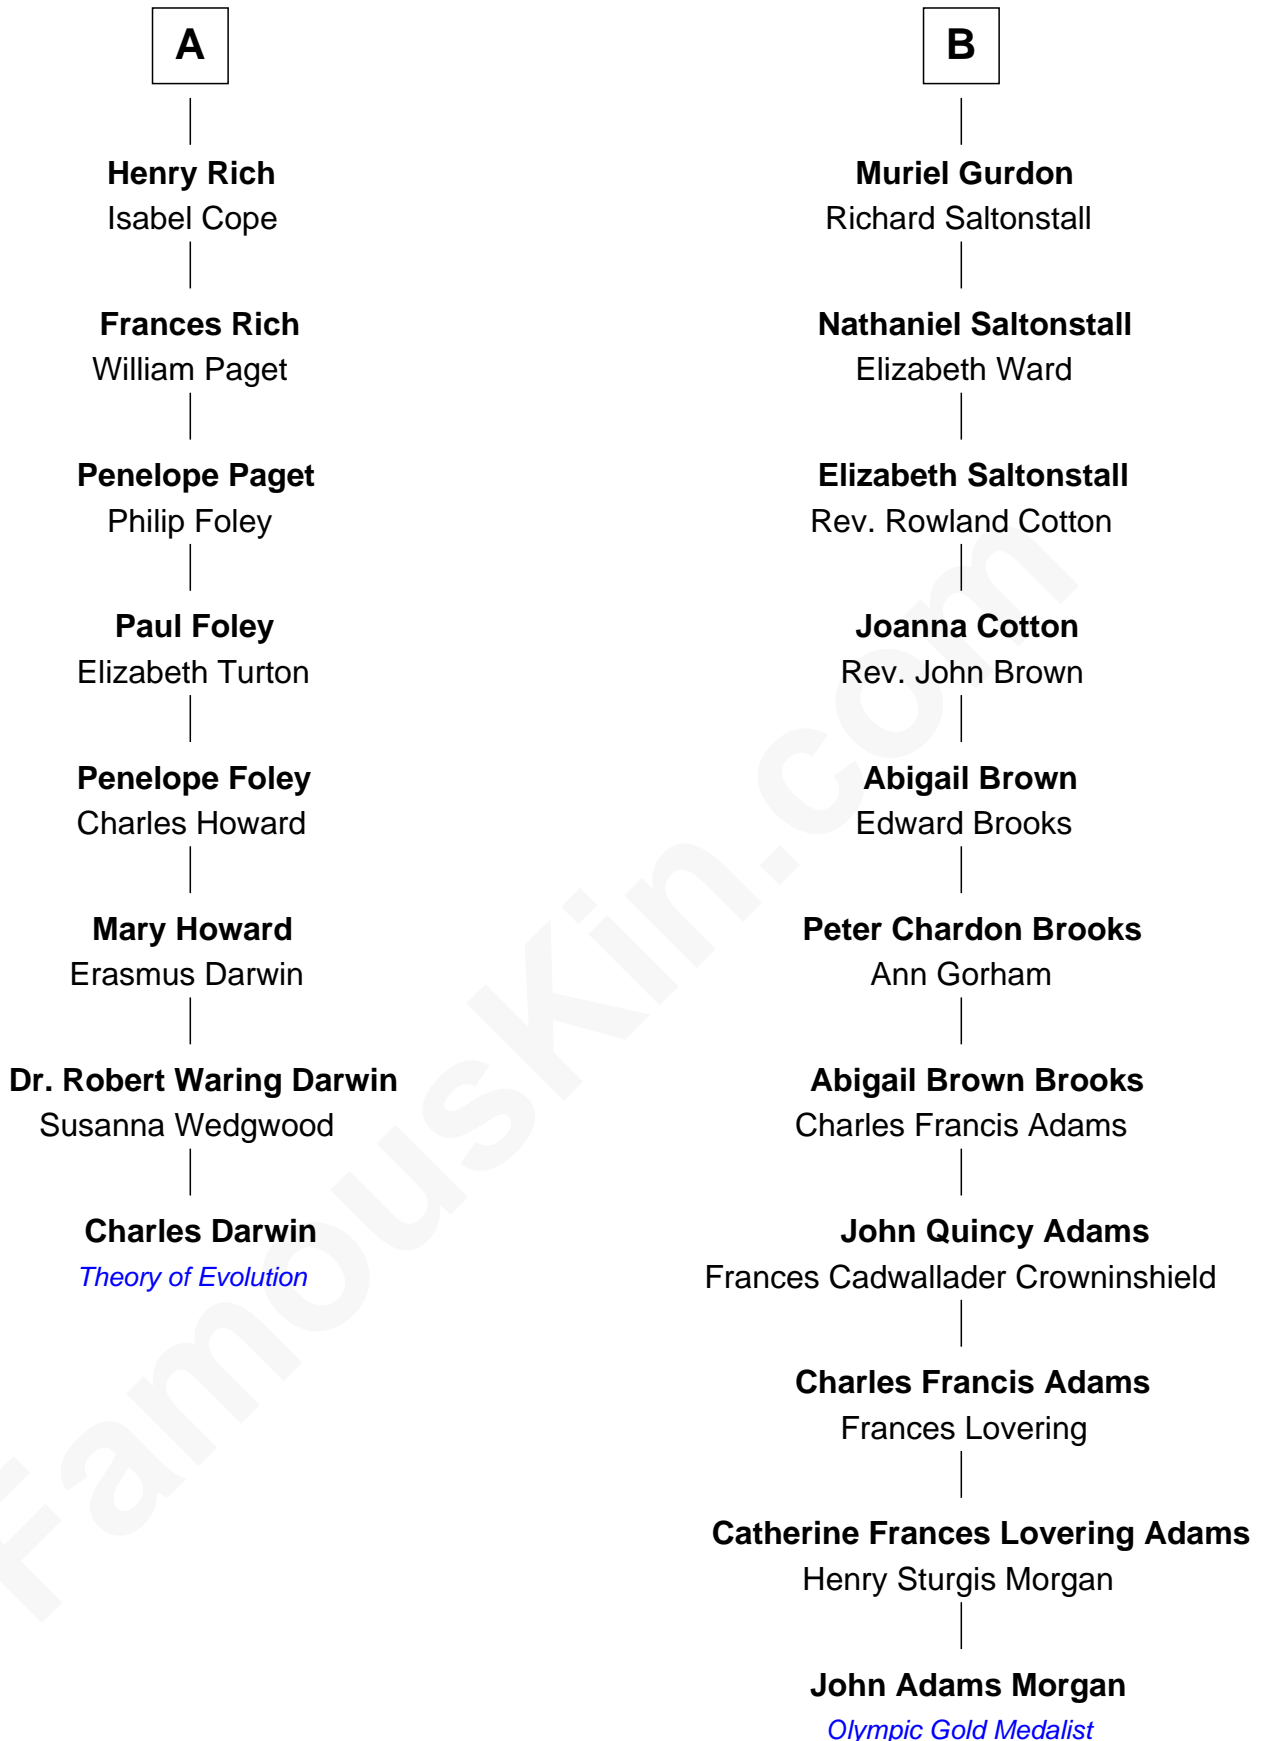 A
Henry Rich
Isabel Cope
Frances Rich
William Paget
Penelope Paget
Philip Foley
Paul Foley
Elizabeth Turton
Penelope Foley
Charles Howard
Mary Howard
Erasmus Darwin
Dr. Robert Waring Darwin
Susanna Wedgwood
Charles Darwin
Theory of Evolution
B
Muriel Gurdon
Richard Saltonstall
Nathaniel Saltonstall
Elizabeth Ward
Elizabeth Saltonstall
Rev. Rowland Cotton
Joanna Cotton
Rev. John Brown
Abigail Brown
Edward Brooks
Peter Chardon Brooks
Ann Gorham
Abigail Brown Brooks
Charles Francis Adams
John Quincy Adams
Frances Cadwallader Crowninshield
Charles Francis Adams
Frances Lovering
Catherine Frances Lovering Adams
Henry Sturgis Morgan
John Adams Morgan
Olympic Gold Medalist
FamousKin.com